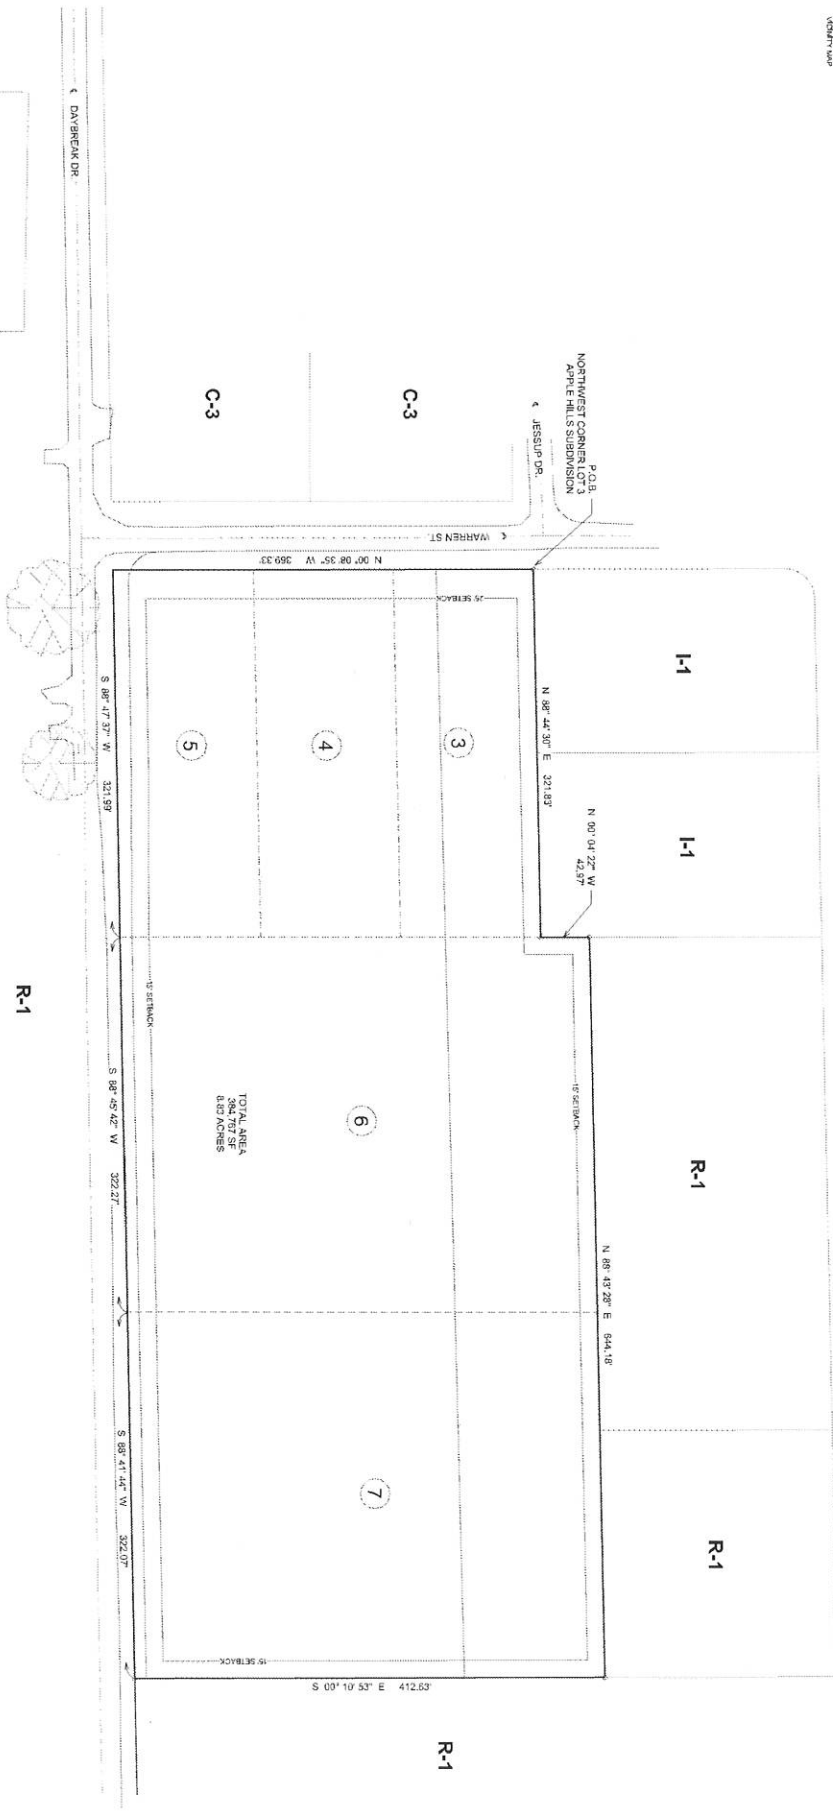 VICINITY MAP
I-1
I-1
R-1
R-1
P.O.B.
NORTHWEST CORNER LOT 3
APPLE HILLS SUBDIVISION
℄ JESSUP DR.
N 88° 44' 30" E 321.83'
N 00° 04' 22" W
42.97'
N 88° 43' 28" E 644.18'
C-3
C-3
℄ WARREN ST.
N 00° 08' 35" W 369.33'
25' SETBACK
15' SETBACK
3
4
5
6
7
TOTAL AREA
384,767 SF
8.83 ACRES
15' SETBACK
15' SETBACK
S 00° 10' 53" E 412.63'
R-1
℄ DAYBREAK DR.
S 88° 47' 37" W 321.99'
S 88° 45' 42" W 322.27'
S 88° 41' 44" W 322.07'
R-1